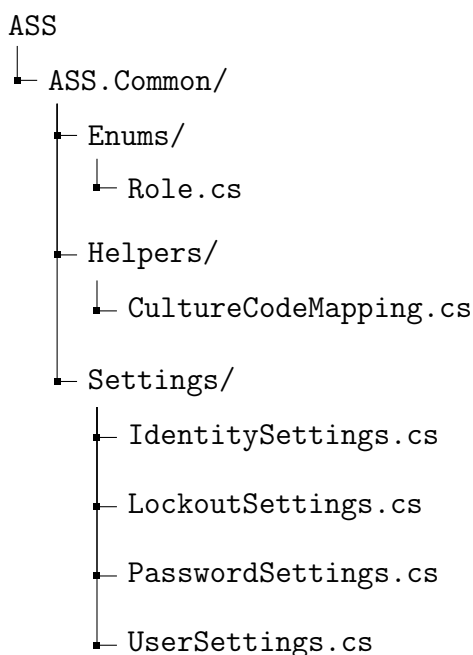 ASS
ASS.Common/
Enums/
Role.cs
Helpers/
CultureCodeMapping.cs
Settings/
IdentitySettings.cs
LockoutSettings.cs
PasswordSettings.cs
UserSettings.cs